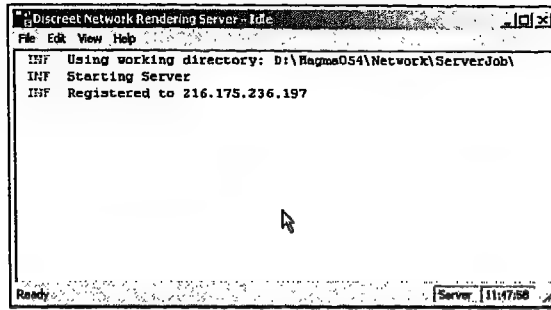 Discreet Network Rendering Server - Idle
File Edit View Help
INF Using working directory: D:\Magma054\Network\ServerJob\
INF Starting Server
INF Registered to 216.175.236.197
Ready
Server 11:47:58